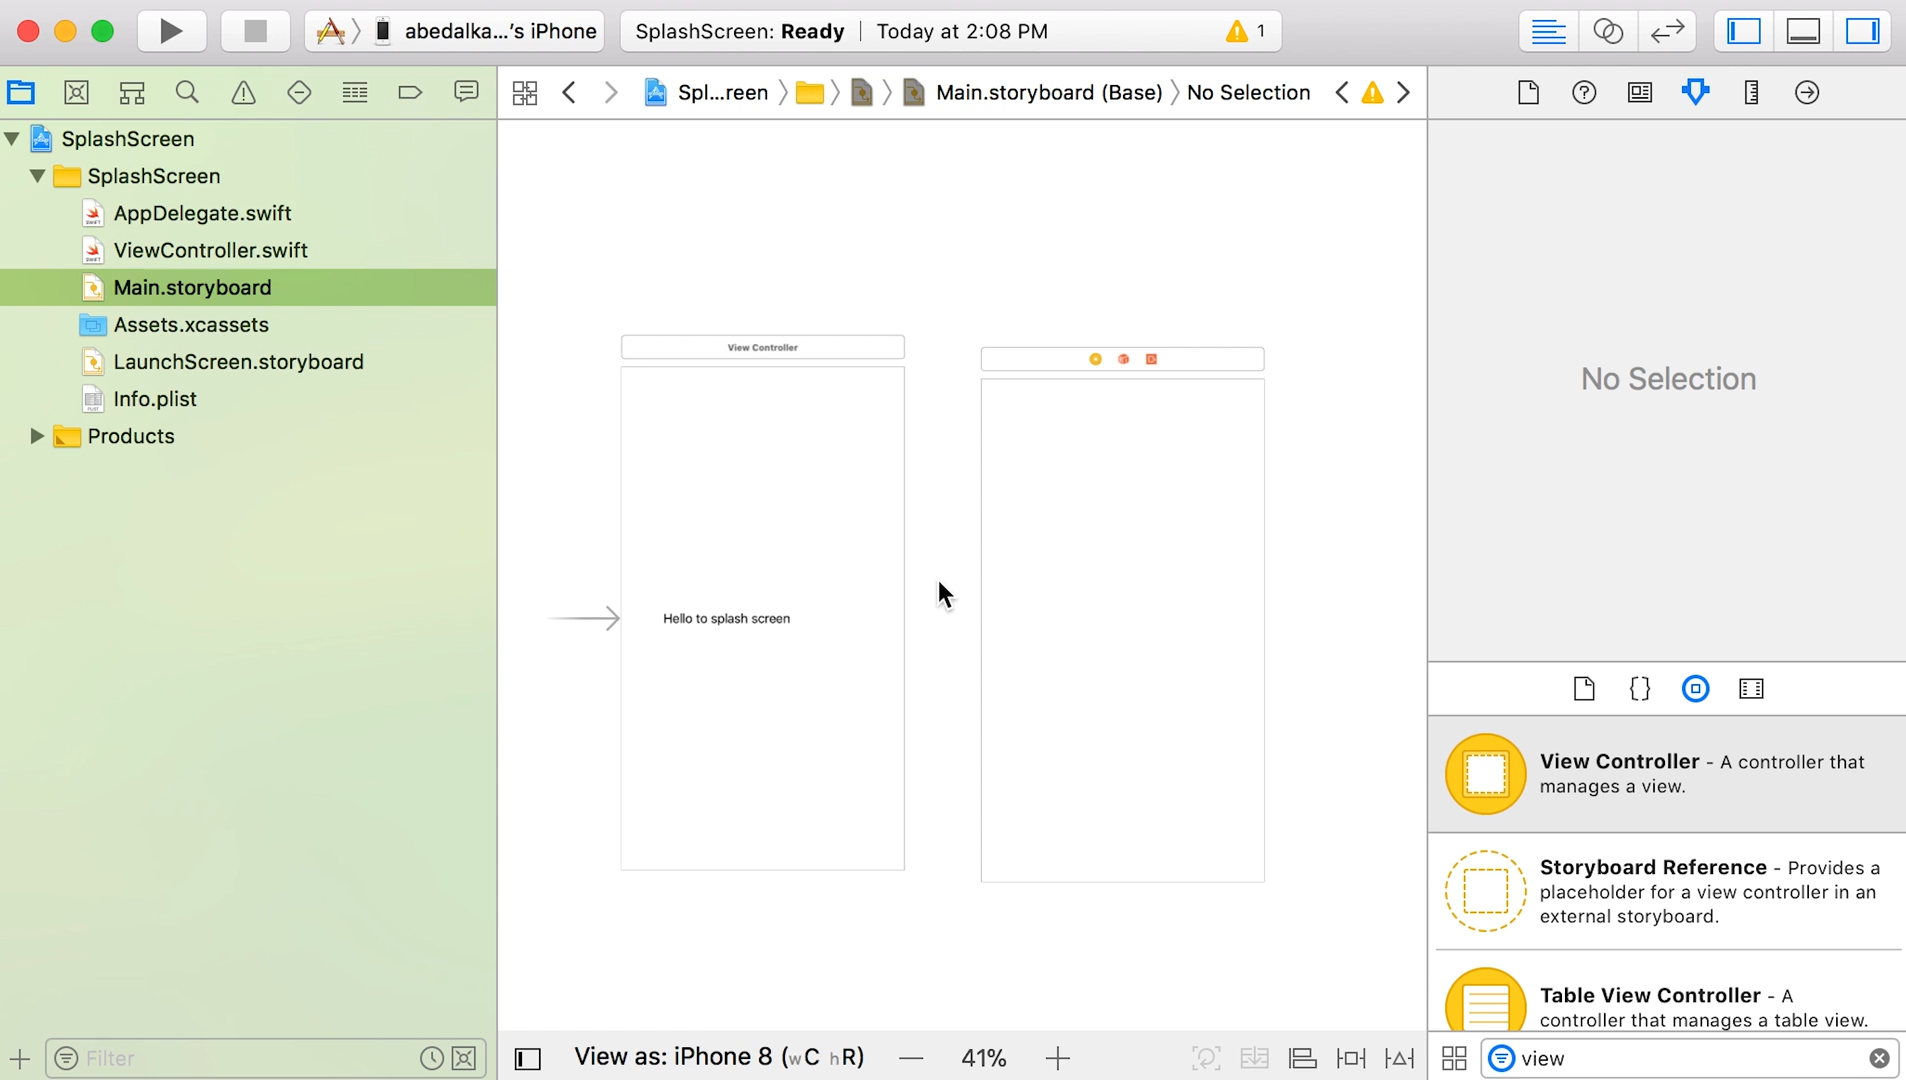 abedalka...'s iPhone
SplashScreen: Ready
Today at 2:08 PM
1
Spl...reen
Main.storyboard (Base)
No Selection
SplashScreen
SplashScreen
AppDelegate.swift
ViewController.swift
Main.storyboard
Assets.xcassets
LaunchScreen.storyboard
Info.plist
Products
View Controller
Hello to splash screen
No Selection
{}
View Controller - A controller that
manages a view.
Storyboard Reference - Provides a
placeholder for a view controller in an
external storyboard.
Table View Controller - A
controller that manages a table view.
Filter
View as: iPhone 8 (wC hR)
41%
view